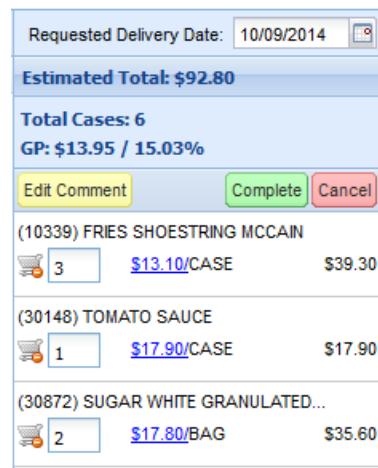 Requested Delivery Date: 10/09/2014
Estimated Total: $92.80
Total Cases: 6
GP: $13.95 / 15.03%
Edit Comment Complete Cancel
(10339) FRIES SHOESTRING MCCAIN
3 $13.10/CASE $39.30
(30148) TOMATO SAUCE
1 $17.90/CASE $17.90
(30872) SUGAR WHITE GRANULATED...
2 $17.80/BAG $35.60